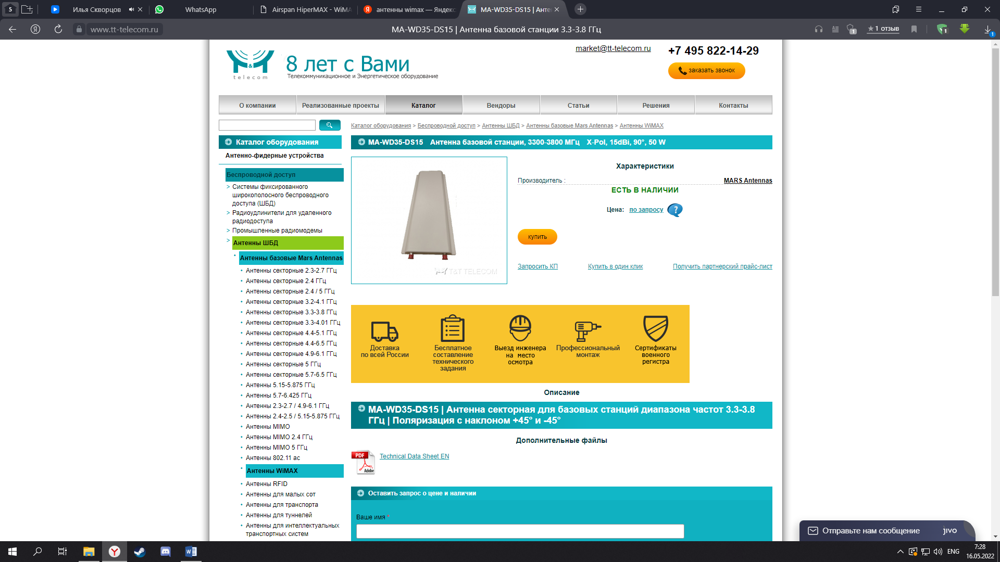 5
Илья Скворцов
WhatsApp
Airspan HiperMAX - WiMA
антенны wimax — Яндекс
MA-WD35-DS15 | Анте
www.tt-telecom.ru
MA-WD35-DS15 | Антенна базовой станции 3.3-3.8 ГГц
1
★ 1 отзыв
1
1
&
telecom
8 лет с Вами
Телекоммуникационное и Энергетическое оборудование
market@tt-telecom.ru
+7 495 822-14-29
заказать звонок
О компании
Реализованные проекты
Каталог
Вендоры
Статьи
Решения
Контакты
Каталог оборудования > Беспроводной доступ > Антенны ШБД > Антенны базовые Mars Antennas > Антенны WiMAX
Каталог оборудования
Антенно-фидерные устройства
Беспроводной доступ
> Системы фиксированного
широкополосного беспроводного
доступа (ШБД)
> Радиоудлинители для удаленного
радиодоступа
> Промышленные радиомодемы
> Антенны ШБД
Антенны базовые Mars Antennas
Антенны секторные 2.3-2.7 ГГц
Антенны секторные 2.4 ГГц
Антенны секторные 2.4 / 5 ГГц
Антенны секторные 3.2-4.1 ГГц
Антенны секторные 3.3-3.8 ГГц
Антенны секторные 3.3-4.01 ГГц
Антенны секторные 4.4-5.1 ГГц
Антенны секторные 4.4-6.5 ГГц
Антенны секторные 4.9-6.1 ГГц
Антенны секторные 5 ГГц
Антенны секторные 5.7-6.5 ГГц
Антенны 5.15-5.875 ГГц
Антенны 5.7-6.425 ГГц
Антенны 2.3-2.7 / 4.9-6.1 ГГц
Антенны 2.4-2.5 / 5.15-5.875 ГГц
Антенны MIMO
Антенны MIMO 2.4 ГГц
Антенны MIMO 5 ГГц
Антенны 802.11 ac
Антенны WiMAX
Антенны RFID
Антенны для малых сот
Антенны для транспорта
Антенны для туннелей
Антенны для интеллектуальных
транспортных систем
MA-WD35-DS15 Антенна базовой станции, 3300-3800 МГц X-Pol, 15dBi, 90°, 50 W
T&T TELECOM
Характеристики
Производитель : MARS Antennas
ЕСТЬ В НАЛИЧИИ
Цена: по запросу
?
купить
Запросить КП
Купить в один клик
Получить партнерский прайс-лист
Доставка
по всей России
Бесплатное
составление
технического
задания
Выезд инженера
на место
осмотра
Профессиональный
монтаж
Сертификаты
военного
регистра
Описание
MA-WD35-DS15 | Антенна секторная для базовых станций диапазона частот 3.3-3.8
ГГц | Поляризация с наклоном +45° и -45°
Дополнительные файлы
PDF
Adobe
Technical Data Sheet EN
Оставить запрос о цене и наличии
Ваше имя *
Отправьте нам сообщение
jivo
ENG
7:28
16.05.2022